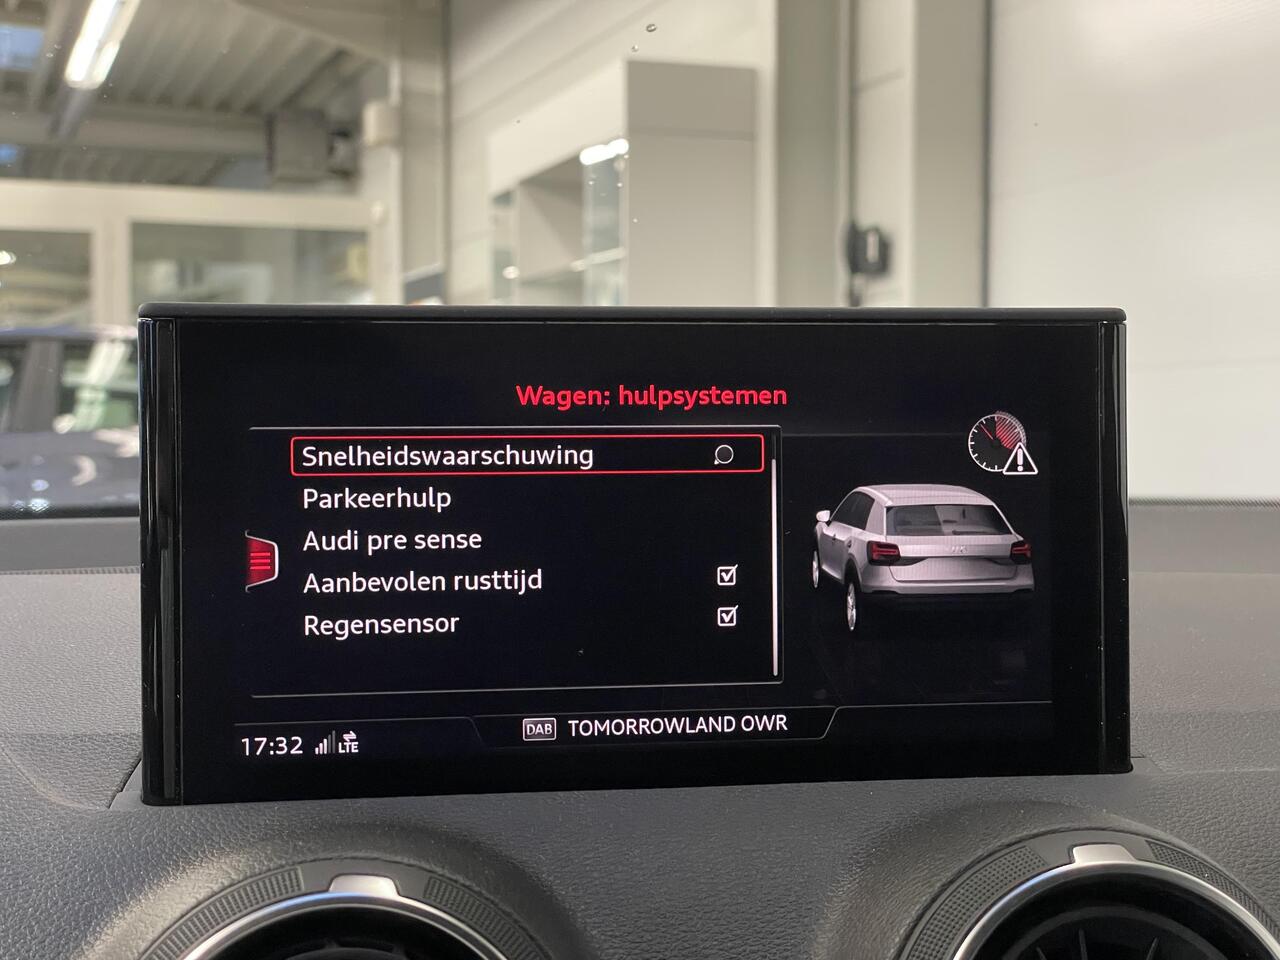 Wagen: hulpsystemen
Snelheidswaarschuwing
Parkeerhulp
Audi pre sense
Aanbevolen rusttijd
Regensensor
DAB TOMORROWLAND OWR
17:32 LTE